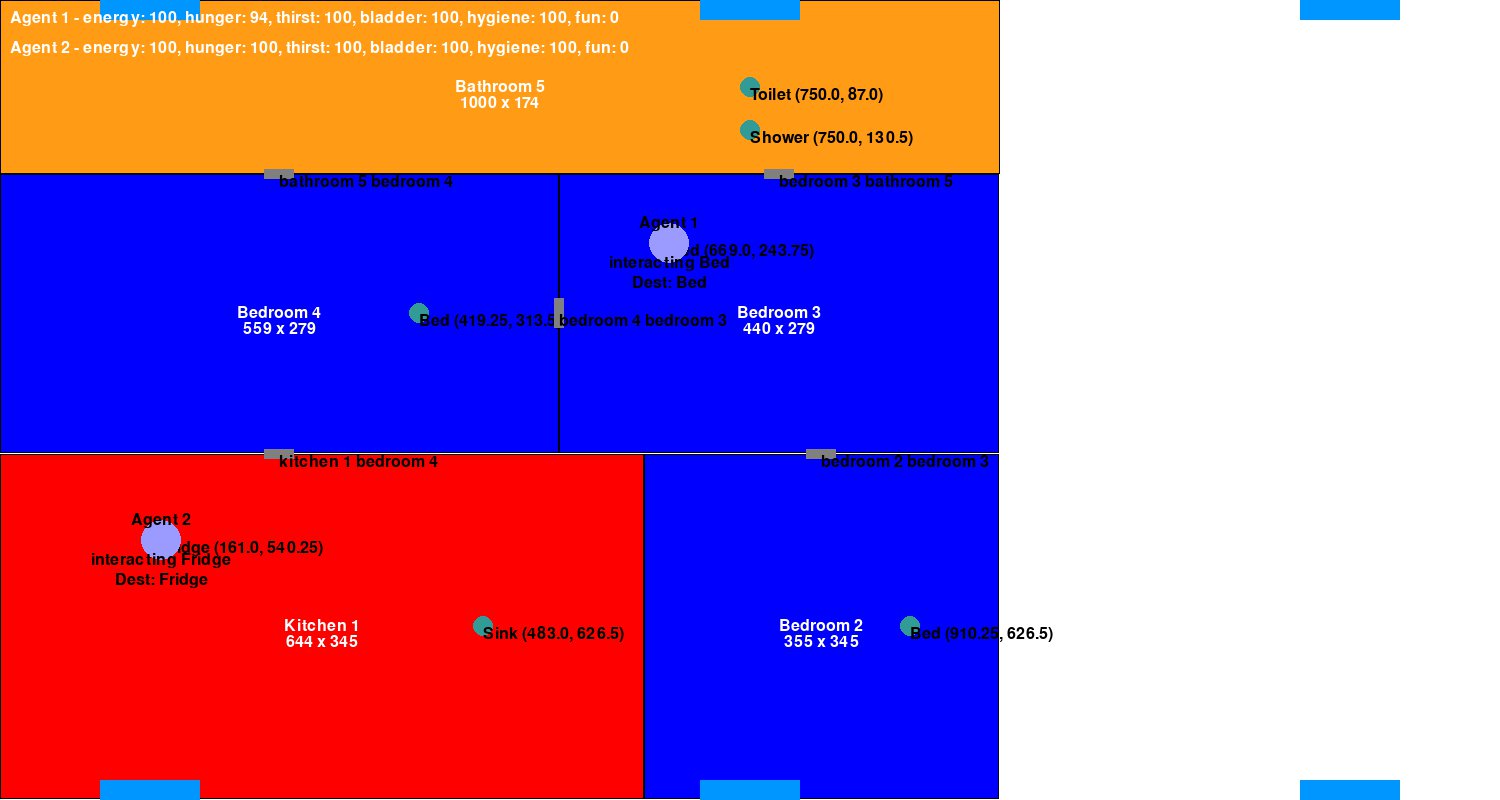 Agent 1 - energy: 100, hunger: 94, thirst: 100, bladder: 100, hygiene: 100, fun: 0
Agent 2 - energy: 100, hunger: 100, thirst: 100, bladder: 100, hygiene: 100, fun: 0
Bathroom 5
1000 x 174
Toilet (750.0, 87.0)
Shower (750.0, 130.5)
bathroom 5 bedroom 4
bedroom 3 bathroom 5
Agent 1
d (669.0, 243.75)
interacting Bed
Dest: Bed
Bedroom 4
559 x 279
Bed (419.25, 313.5
bedroom 4 bedroom 3
Bedroom 3
440 x 279
kitchen 1 bedroom 4
bedroom 2 bedroom 3
Agent 2
idge (161.0, 540.25)
interacting Fridge
Dest: Fridge
Kitchen 1
644 x 345
Sink (483.0, 626.5)
Bedroom 2
355 x 345
Bed (910.25, 626.5)